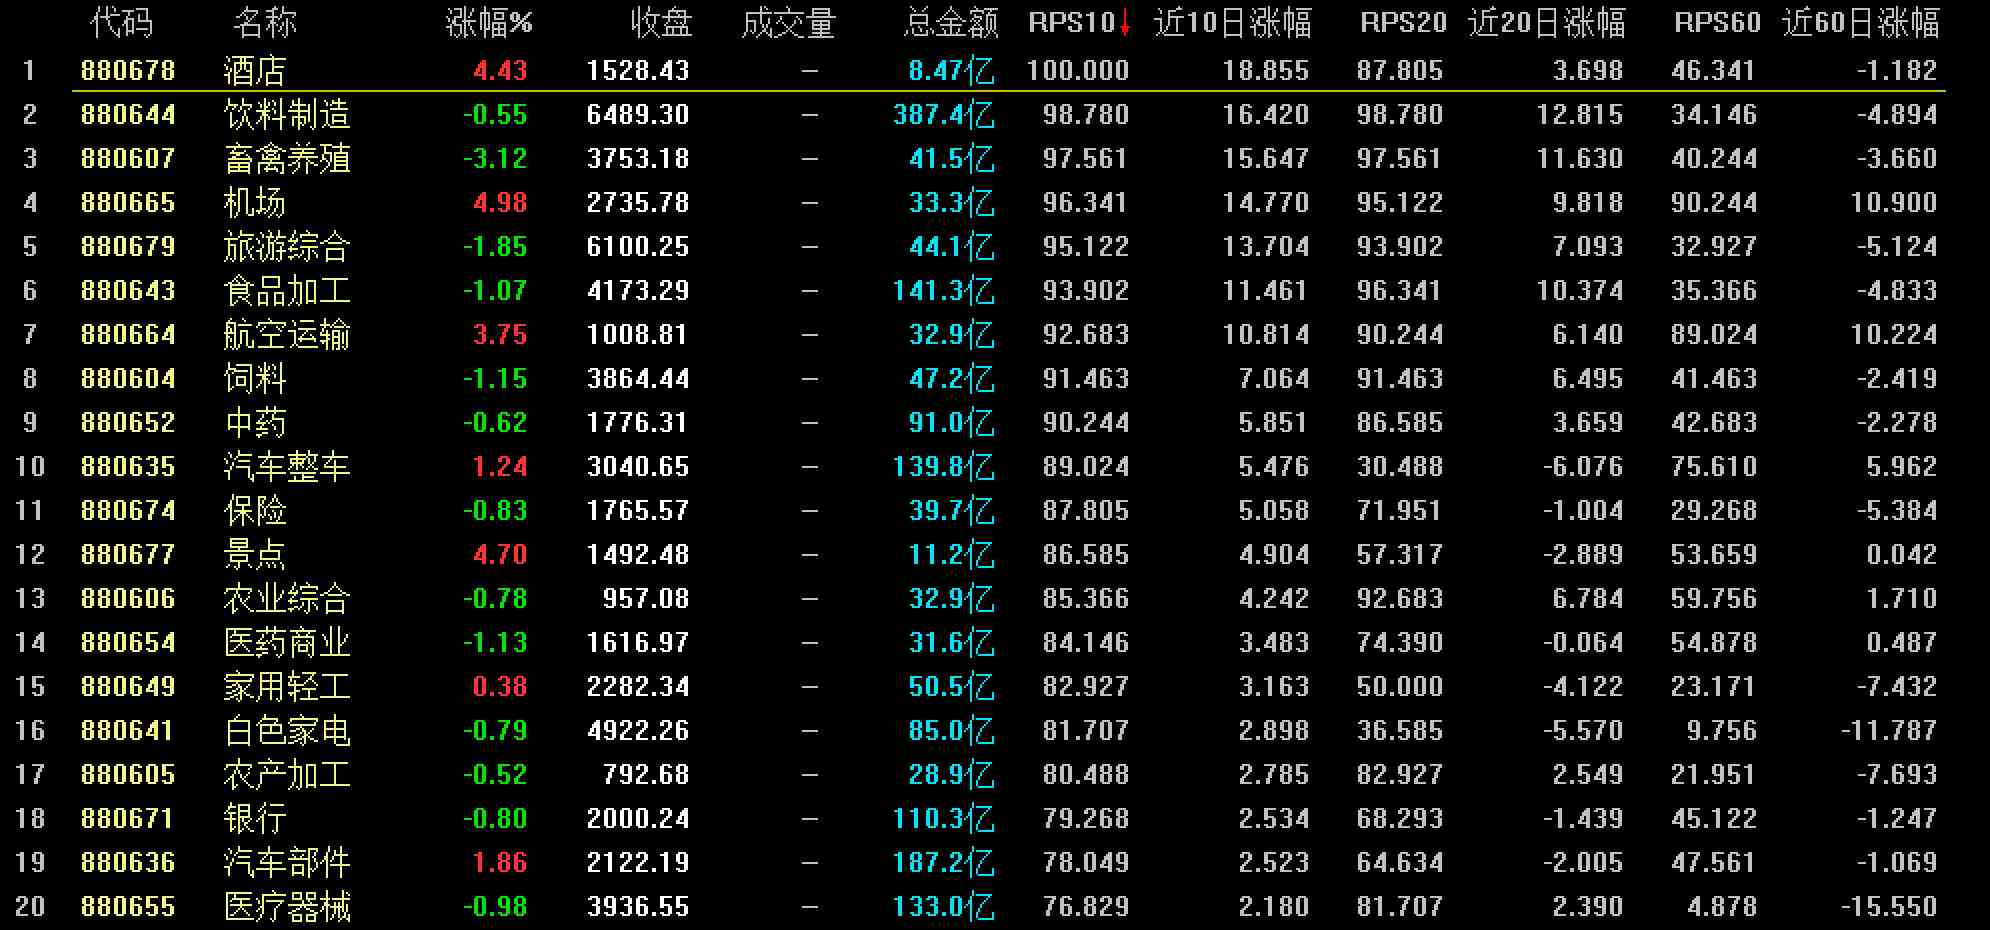 代码 名称 涨幅% 收盘 成交量 总金额 RPS10↓ 近10日涨幅 RPS20 近20日涨幅 RPS60 近60日涨幅
1 880678 酒店 4.43 1528.43 — 8.47亿 100.000 18.855 87.805 3.698 46.341 -1.182
2 880644 饮料制造 -0.55 6489.30 — 387.4亿 98.780 16.420 98.780 12.815 34.146 -4.894
3 880607 畜禽养殖 -3.12 3753.18 — 41.5亿 97.561 15.647 97.561 11.630 40.244 -3.660
4 880665 机场 4.98 2735.78 — 33.3亿 96.341 14.770 95.122 9.818 90.244 10.900
5 880679 旅游综合 -1.85 6100.25 — 44.1亿 95.122 13.704 93.902 7.093 32.927 -5.124
6 880643 食品加工 -1.07 4173.29 — 141.3亿 93.902 11.461 96.341 10.374 35.366 -4.833
7 880664 航空运输 3.75 1008.81 — 32.9亿 92.683 10.814 90.244 6.140 89.024 10.224
8 880604 饲料 -1.15 3864.44 — 47.2亿 91.463 7.064 91.463 6.495 41.463 -2.419
9 880652 中药 -0.62 1776.31 — 91.0亿 90.244 5.851 86.585 3.659 42.683 -2.278
10 880635 汽车整车 1.24 3040.65 — 139.8亿 89.024 5.476 30.488 -6.076 75.610 5.962
11 880674 保险 -0.83 1765.57 — 39.7亿 87.805 5.058 71.951 -1.004 29.268 -5.384
12 880677 景点 4.70 1492.48 — 11.2亿 86.585 4.904 57.317 -2.889 53.659 0.042
13 880606 农业综合 -0.78 957.08 — 32.9亿 85.366 4.242 92.683 6.784 59.756 1.710
14 880654 医药商业 -1.13 1616.97 — 31.6亿 84.146 3.483 74.390 -0.064 54.878 0.487
15 880649 家用轻工 0.38 2282.34 — 50.5亿 82.927 3.163 50.000 -4.122 23.171 -7.432
16 880641 白色家电 -0.79 4922.26 — 85.0亿 81.707 2.898 36.585 -5.570 9.756 -11.787
17 880605 农产加工 -0.52 792.68 — 28.9亿 80.488 2.785 82.927 2.549 21.951 -7.693
18 880671 银行 -0.80 2000.24 — 110.3亿 79.268 2.534 68.293 -1.439 45.122 -1.247
19 880636 汽车部件 1.86 2122.19 — 187.2亿 78.049 2.523 64.634 -2.005 47.561 -1.069
20 880655 医疗器械 -0.98 3936.55 — 133.0亿 76.829 2.180 81.707 2.390 4.878 -15.550